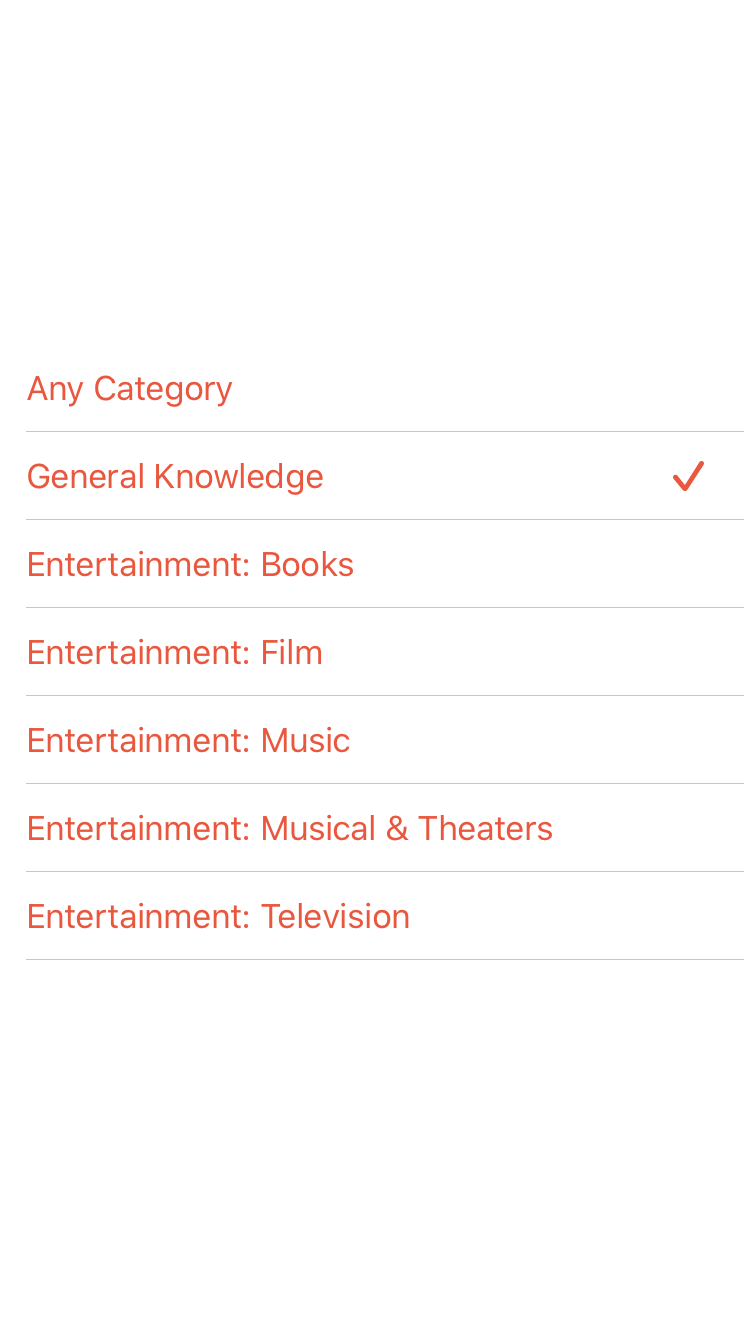 Any Category
General Knowledge
Entertainment: Books
Entertainment: Film
Entertainment: Music
Entertainment: Musical & Theaters
Entertainment: Television